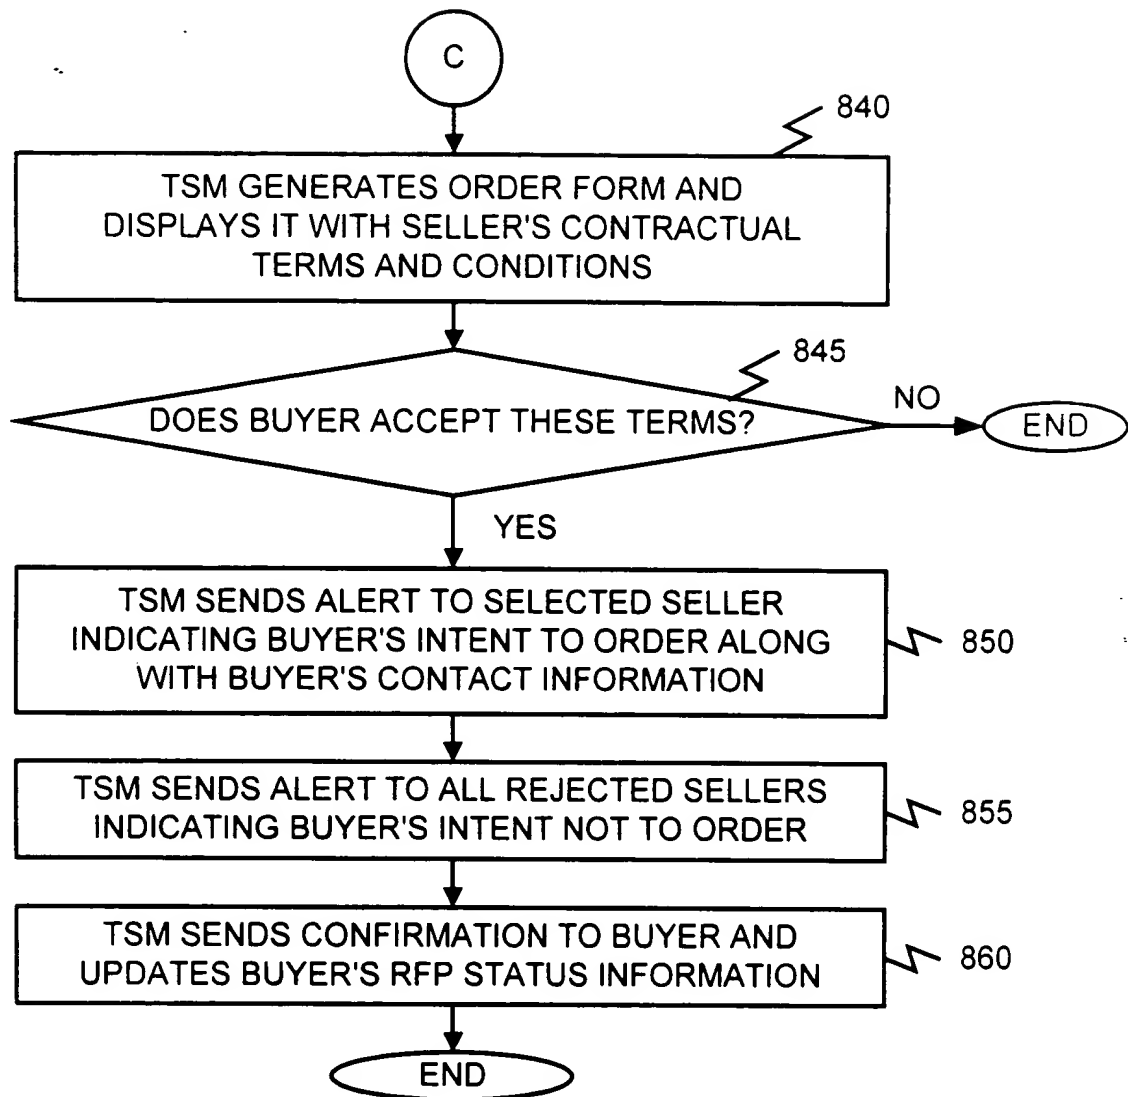 C
840
TSM GENERATES ORDER FORM AND
DISPLAYS IT WITH SELLER'S CONTRACTUAL
TERMS AND CONDITIONS
845
DOES BUYER ACCEPT THESE TERMS?
NO
END
YES
TSM SENDS ALERT TO SELECTED SELLER
INDICATING BUYER'S INTENT TO ORDER ALONG
WITH BUYER'S CONTACT INFORMATION
850
TSM SENDS ALERT TO ALL REJECTED SELLERS
INDICATING BUYER'S INTENT NOT TO ORDER
855
TSM SENDS CONFIRMATION TO BUYER AND
UPDATES BUYER'S RFP STATUS INFORMATION
860
END